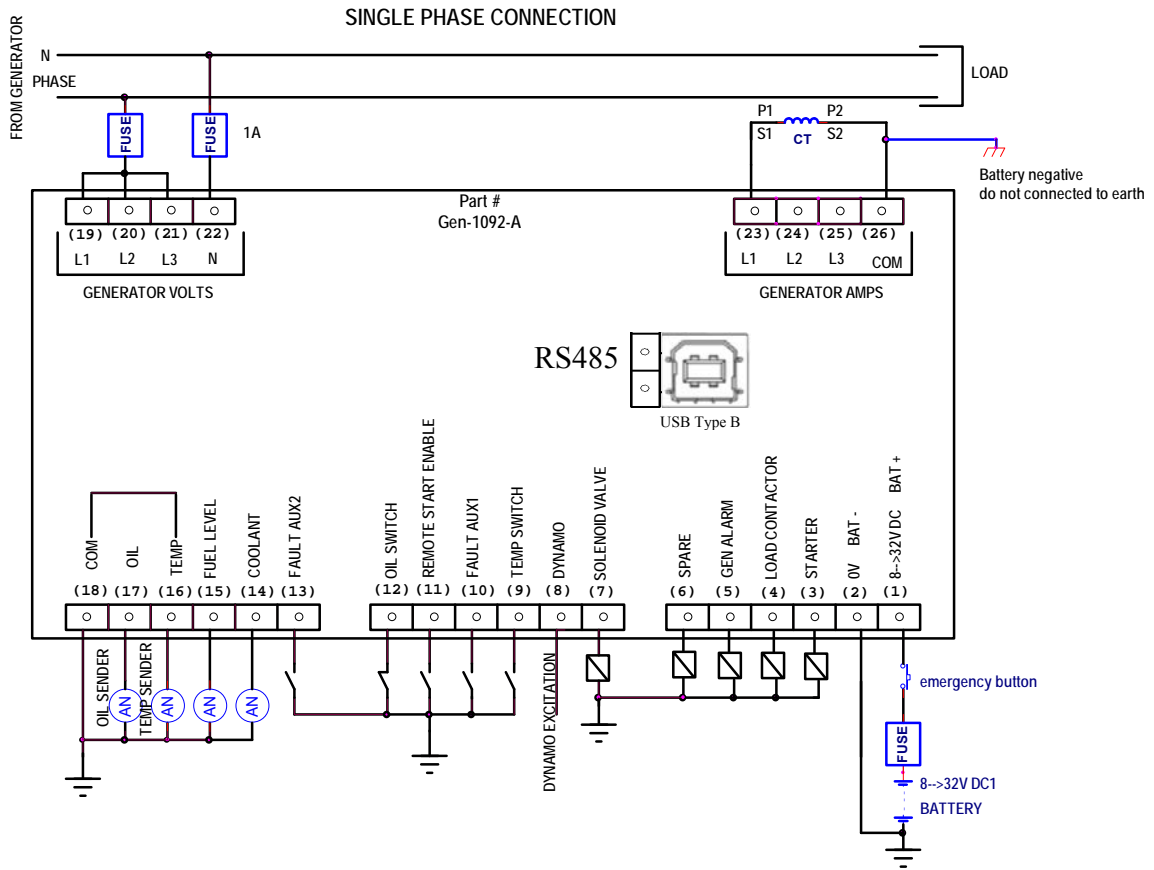 SINGLE PHASE CONNECTION
FROM GENERATOR
N
PHASE
LOAD
FUSE
FUSE
1A
P1 P2
S1 CT S2
Battery negative
do not connected to earth
Part #
Gen-1092-A
(19) (20) (21) (22)
L1 L2 L3 N
GENERATOR VOLTS
(23) (24) (25) (26)
L1 L2 L3 COM
GENERATOR AMPS
RS485
USB Type B
COM
OIL
TEMP
FUEL LEVEL
COOLANT
FAULT AUX2
OIL SWITCH
REMOTE START ENABLE
FAULT AUX1
TEMP SWITCH
DYNAMO
SOLENOID VALVE
SPARE
GEN ALARM
LOAD CONTACTOR
STARTER
0V BAT -
8-->32V DC BAT +
(18) (17) (16) (15) (14) (13)
(12) (11) (10) (9) (8) (7)
(6) (5) (4) (3) (2) (1)
OIL SENDER
AN
TEMP SENDER
AN
AN
AN
DYNAMO EXCITATION
emergency button
FUSE
8-->32V DC1
BATTERY